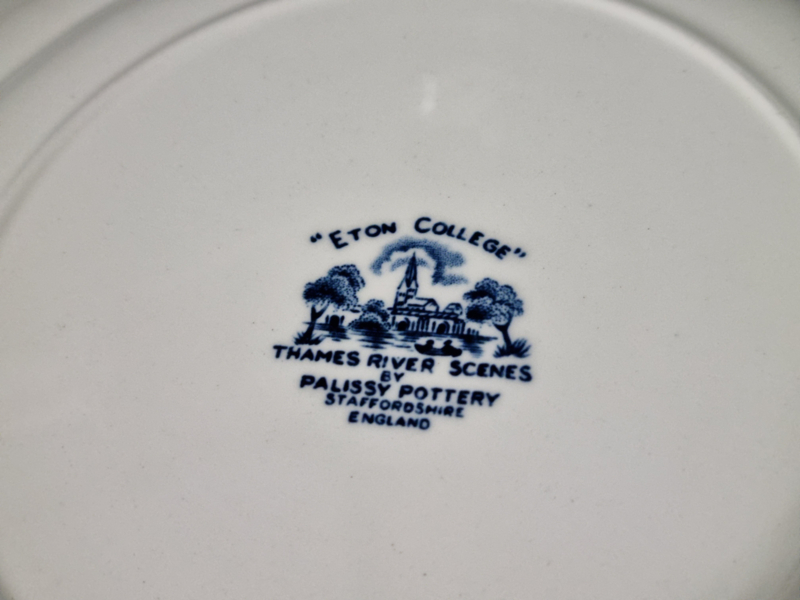 "ETON COLLEGE"
THAMES RIVER SCENES
BY
PALISSY POTTERY
STAFFORDSHIRE
ENGLAND